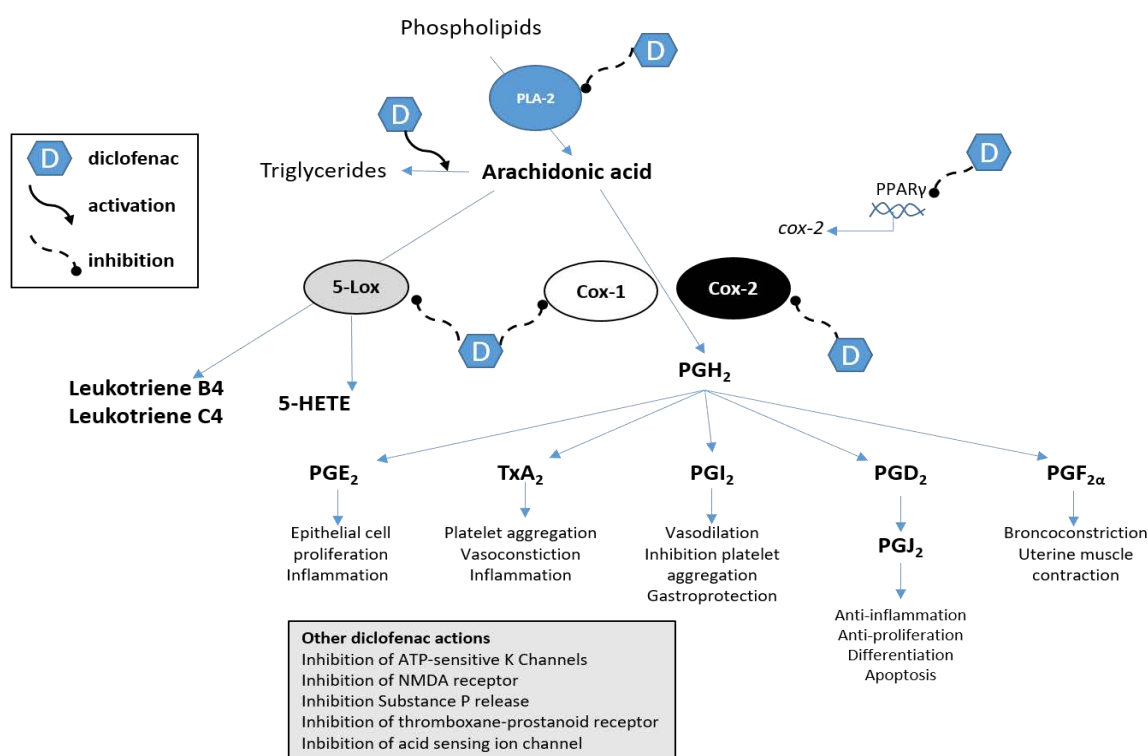 Phospholipids
D
PLA-2
D
D
diclofenac
activation
inhibition
Triglycerides
Arachidonic acid
D
PPARγ
cox-2
5-Lox
Cox-1
Cox-2
D
D
PGH₂
Leukotriene B4
Leukotriene C4
5-HETE
PGE₂
Epithelial cell
proliferation
Inflammation
TxA₂
Platelet aggregation
Vasoconstiction
Inflammation
PGI₂
Vasodilation
Inhibition platelet
aggregation
Gastroprotection
PGD₂
PGJ₂
Anti-inflammation
Anti-proliferation
Differentiation
Apoptosis
PGF₂α
Broncoconstriction
Uterine muscle
contraction
Other diclofenac actions
Inhibition of ATP-sensitive K Channels
Inhibition of NMDA receptor
Inhibition Substance P release
Inhibition of thromboxane-prostanoid receptor
Inhibition of acid sensing ion channel